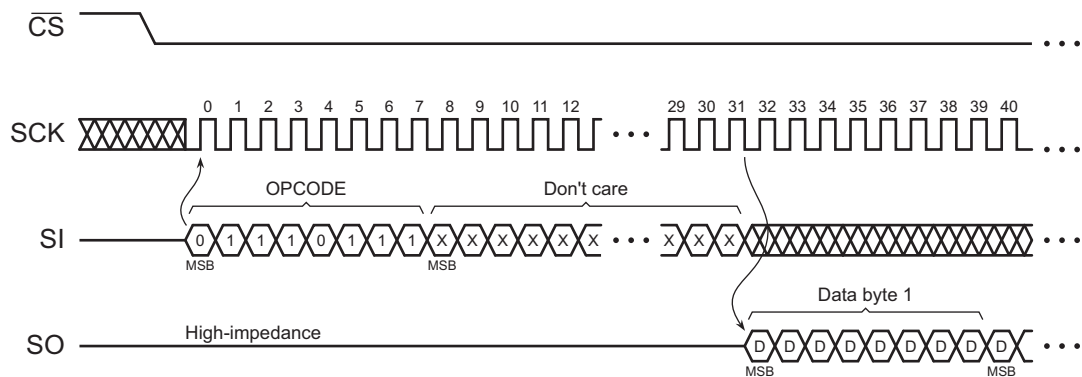 CS
0 1 2 3 4 5 6 7 8 9 10 11 12 29 30 31 32 33 34 35 36 37 38 39 40
SCK
OPCODE Don't care
SI 0 1 1 1 0 1 1 1 X X X X X X X X X
MSB MSB
Data byte 1
High-impedance
SO D D D D D D D D D
MSB MSB